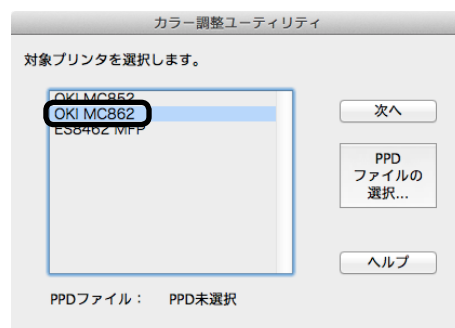 カラー調整ユーティリティ
対象プリンタを選択します。
OKI MC852
OKI MC862
ES8462 MFP
次へ
PPD
ファイルの
選択...
ヘルプ
PPDファイル： PPD未選択